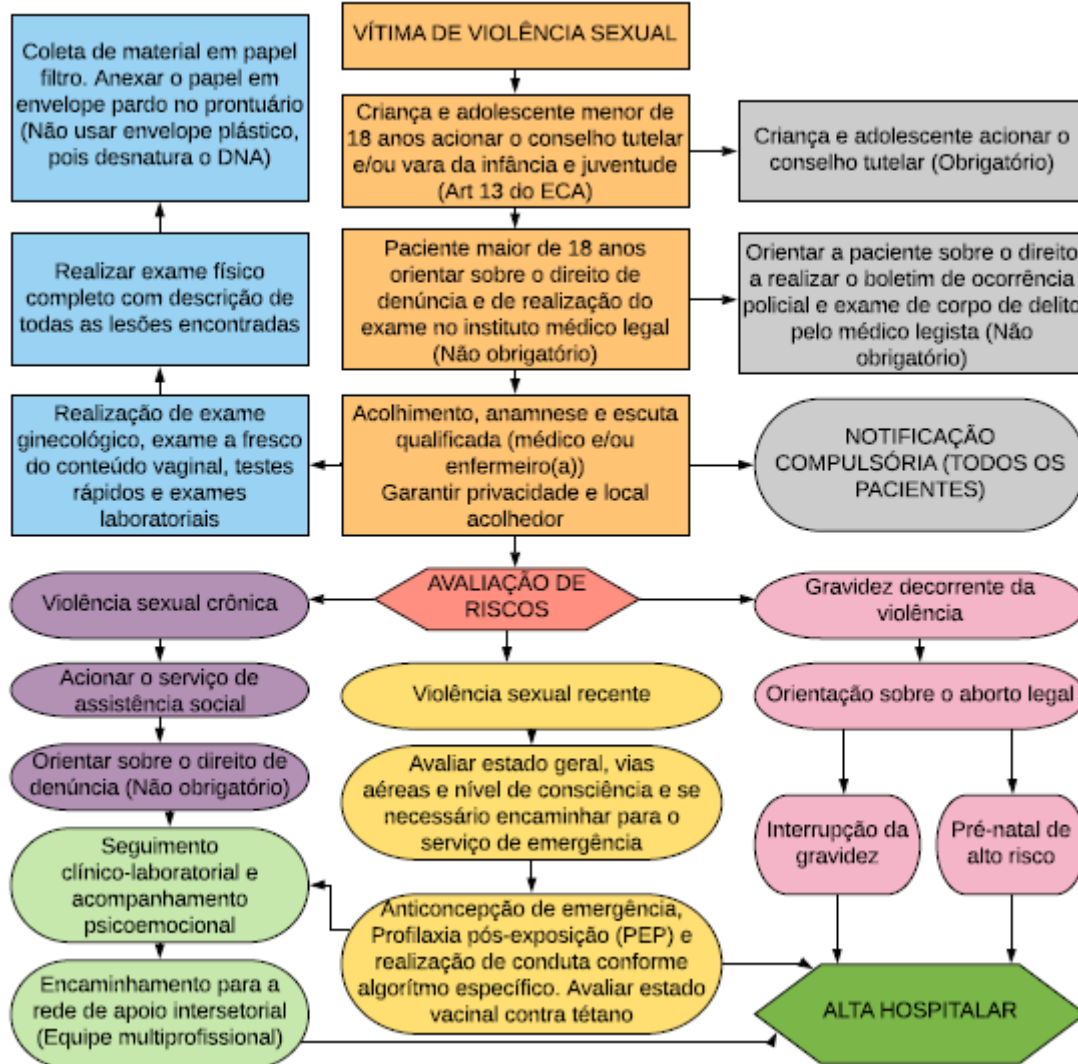 VÍTIMA DE VIOLÊNCIA SEXUAL
Coleta de material em papel
filtro. Anexar o papel em
envelope pardo no prontuário
(Não usar envelope plástico,
pois desnatura o DNA)
Criança e adolescente menor de
18 anos acionar o conselho tutelar
e/ou vara da infância e juventude
(Art 13 do ECA)
Criança e adolescente acionar o
conselho tutelar (Obrigatório)
Realizar exame físico
completo com descrição de
todas as lesões encontradas
Paciente maior de 18 anos
orientar sobre o direito de
denúncia e de realização do
exame no instituto médico legal
(Não obrigatório)
Orientar a paciente sobre o direito
a realizar o boletim de ocorrência
policial e exame de corpo de delito
pelo médico legista (Não
obrigatório)
Realização de exame
ginecológico, exame a fresco
do conteúdo vaginal, testes
rápidos e exames
laboratoriais
Acolhimento, anamnese e escuta
qualificada (médico e/ou
enfermeiro(a))
Garantir privacidade e local
acolhedor
NOTIFICAÇÃO
COMPULSÓRIA (TODOS OS
PACIENTES)
AVALIAÇÃO DE
RISCOS
Violência sexual crônica
Acionar o serviço de
assistência social
Orientar sobre o direito de
denúncia (Não obrigatório)
Seguimento
clínico-laboratorial e
acompanhamento
psicoemocional
Encaminhamento para a
rede de apoio intersetorial
(Equipe multiprofissional)
Violência sexual recente
Avaliar estado geral, vias
aéreas e nível de consciência e se
necessário encaminhar para o
serviço de emergência
Anticoncepção de emergência,
Profilaxia pós-exposição (PEP) e
realização de conduta conforme
algorítmo específico. Avaliar estado
vacinal contra tétano
Gravidez decorrente da
violência
Orientação sobre o aborto legal
Interrupção da
gravidez
Pré-natal de
alto risco
ALTA HOSPITALAR